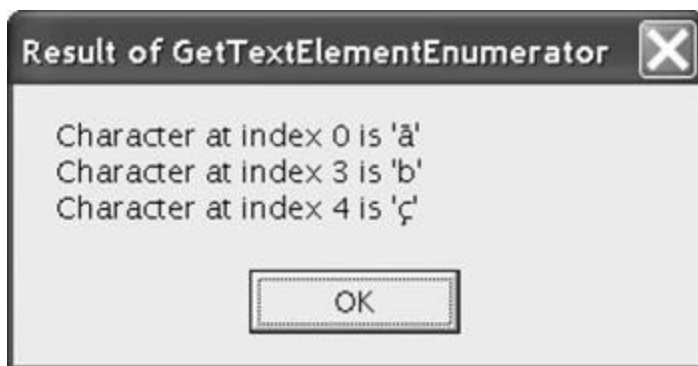 Result of GetTextElementEnumerator
Character at index 0 is 'ā'
Character at index 3 is 'b'
Character at index 4 is 'ç'
OK